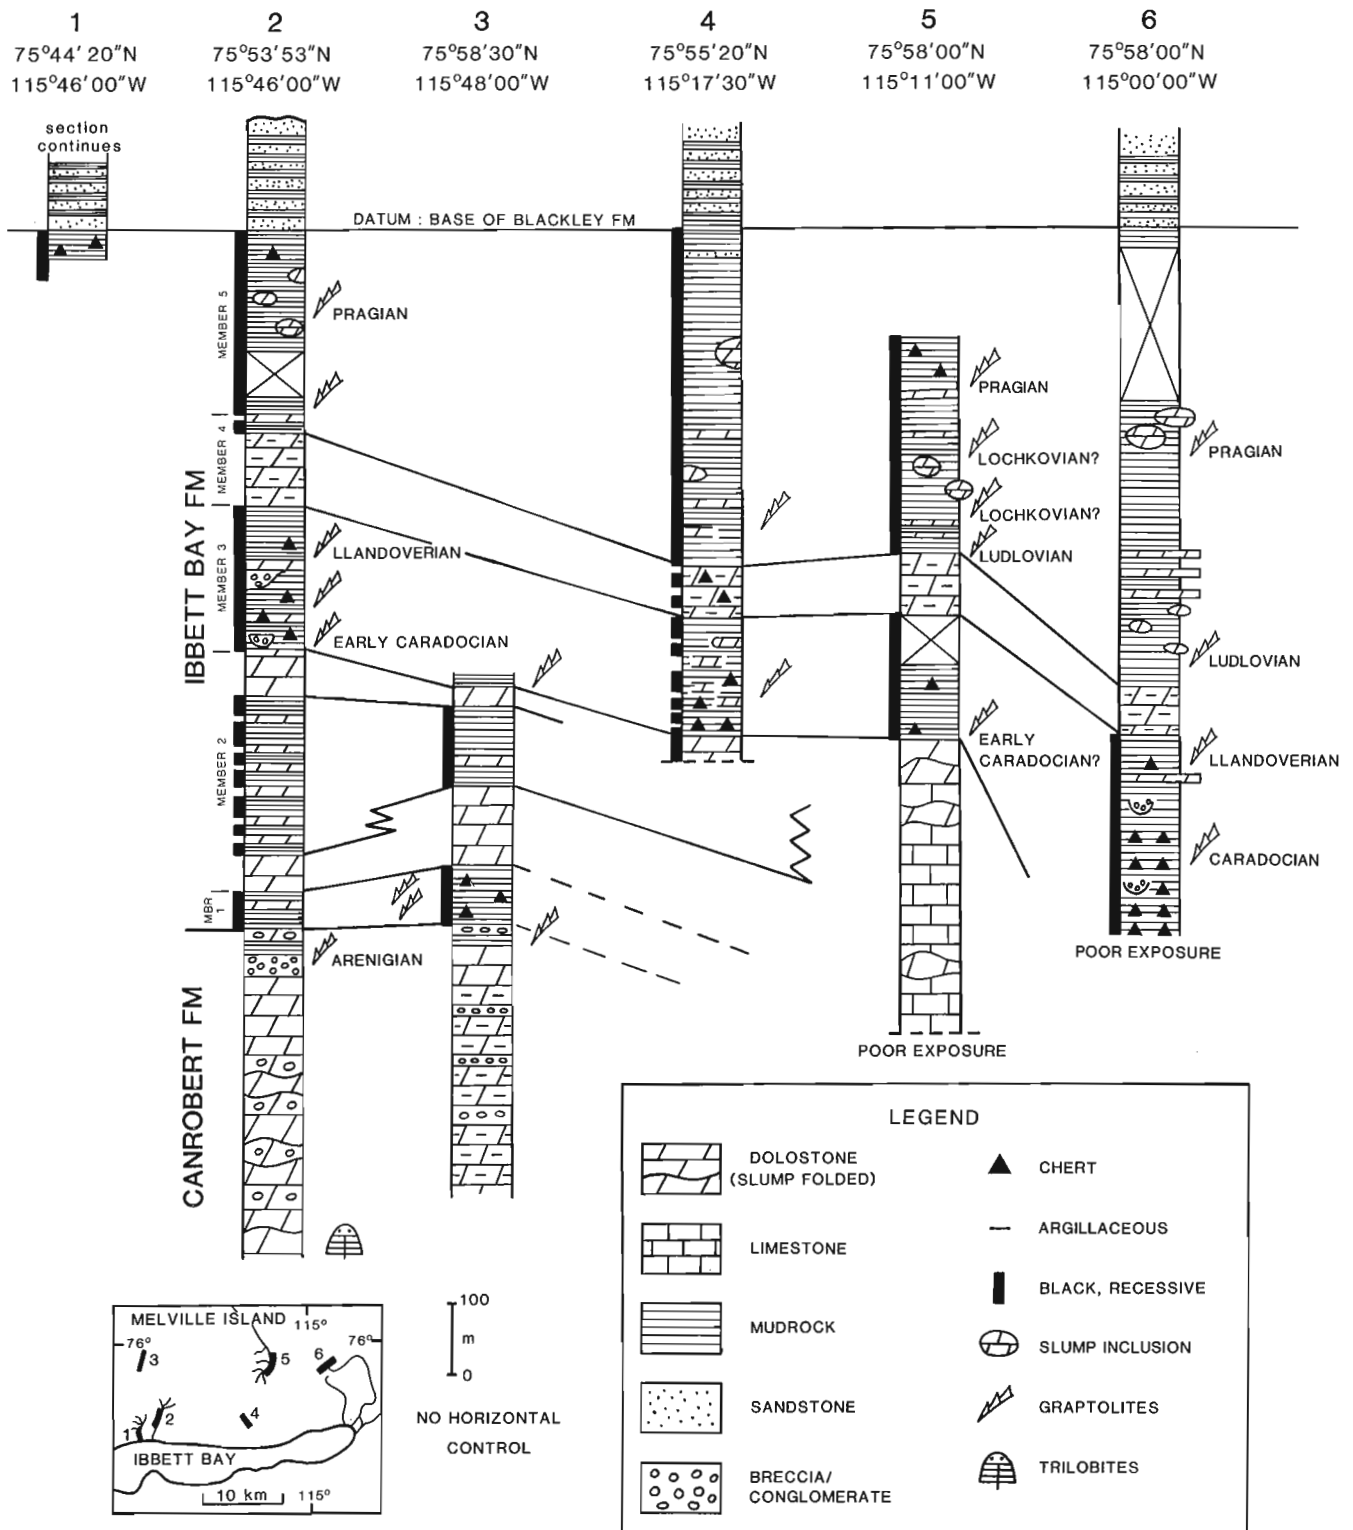 1
75°44′20″N
115°46′00″W
2
75°53′53″N
115°46′00″W
3
75°58′30″N
115°48′00″W
4
75°55′20″N
115°17′30″W
5
75°58′00″N
115°11′00″W
6
75°58′00″N
115°00′00″W
section
continues
DATUM : BASE OF BLACKLEY FM
IBBETT BAY FM
CANROBERT FM
MEMBER 5
MEMBER 4
MEMBER 3
MEMBER 2
MBR
1
PRAGIAN
LLANDOVERIAN
EARLY CARADOCIAN
ARENIGIAN
PRAGIAN
LOCHKOVIAN?
LOCHKOVIAN?
LUDLOVIAN
EARLY
CARADOCIAN?
POOR EXPOSURE
PRAGIAN
LUDLOVIAN
LLANDOVERIAN
CARADOCIAN
POOR EXPOSURE
MELVILLE ISLAND
115°
76°
76°
3
5
6
2
4
1
IBBETT BAY
10 km
115°
100
m
0
NO HORIZONTAL
CONTROL
LEGEND
DOLOSTONE
(SLUMP FOLDED)
LIMESTONE
MUDROCK
SANDSTONE
BRECCIA/
CONGLOMERATE
CHERT
ARGILLACEOUS
BLACK, RECESSIVE
SLUMP INCLUSION
GRAPTOLITES
TRILOBITES